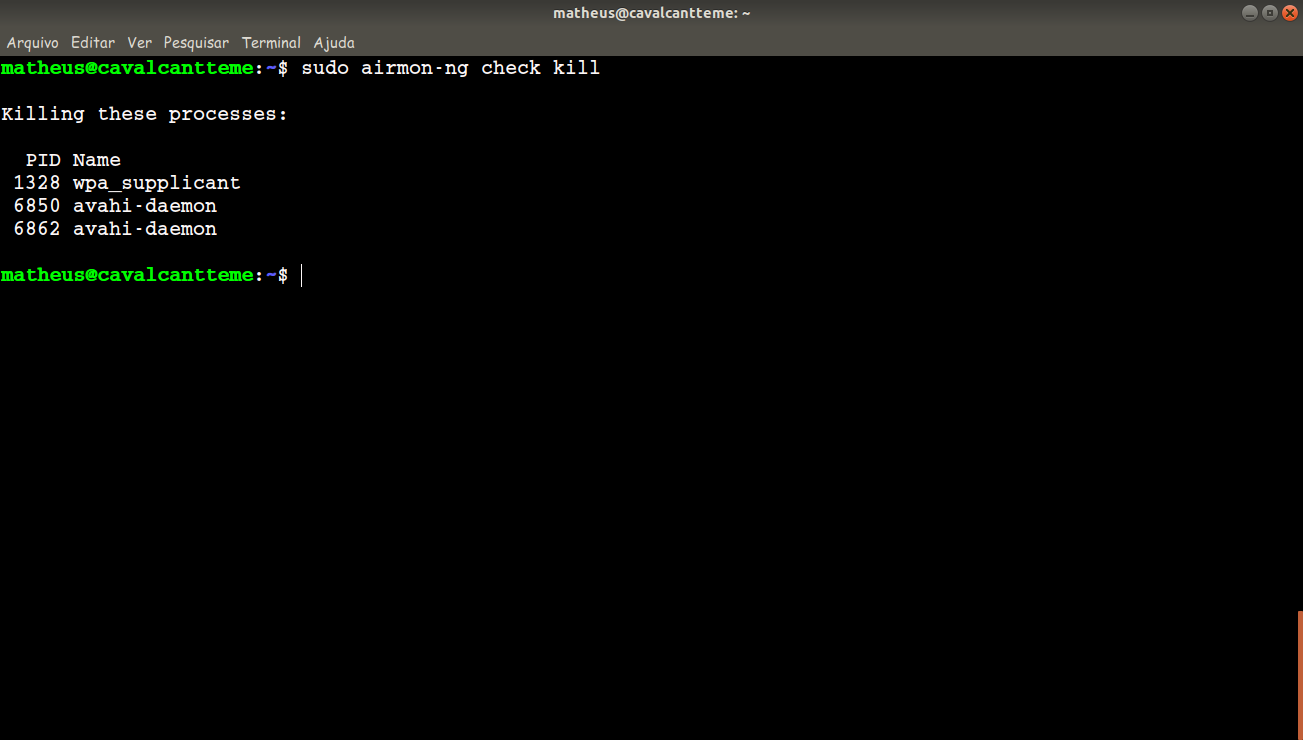 matheus@cavalcantteme: ~
Arquivo Editar Ver Pesquisar Terminal Ajuda
matheus@cavalcantteme:~$ sudo airmon-ng check kill
Killing these processes:
PID Name
1328 wpa_supplicant
6850 avahi-daemon
6862 avahi-daemon
matheus@cavalcantteme:~$